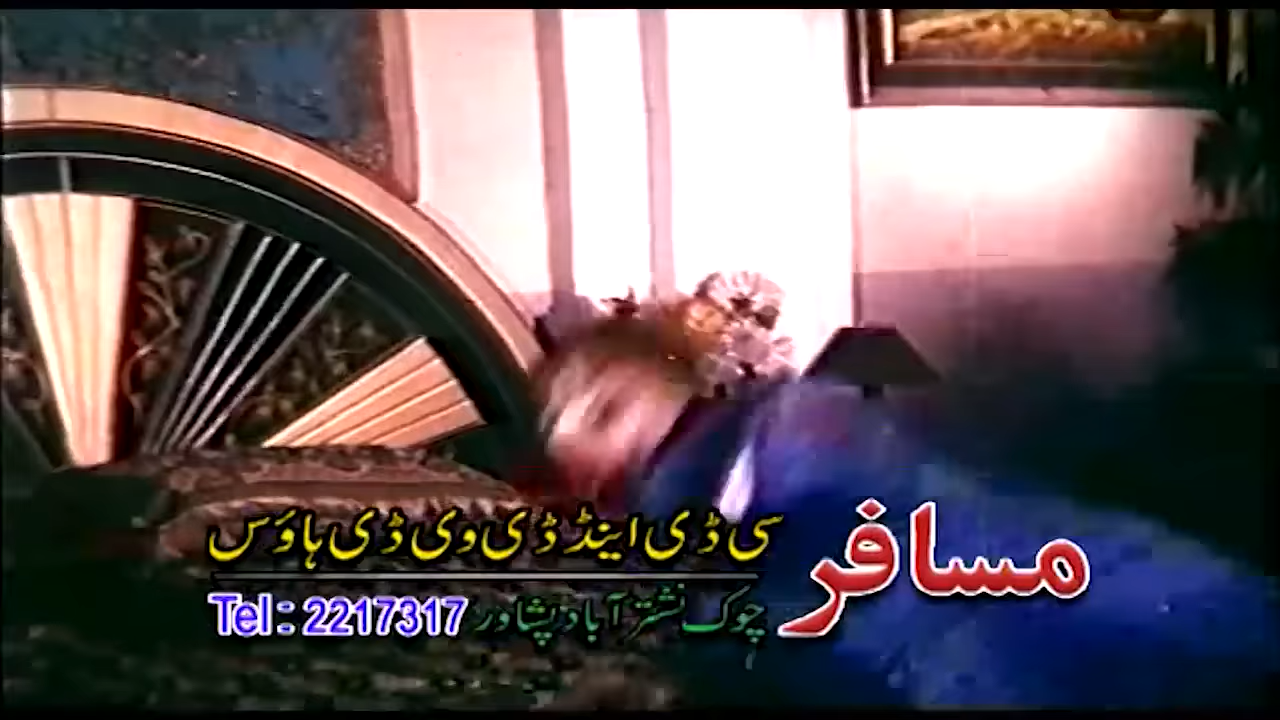 مسافر
سی ڈی اینڈ ڈی وی ڈی ہاؤس
چوک نشتر آباد پشاور Tel: 2217317